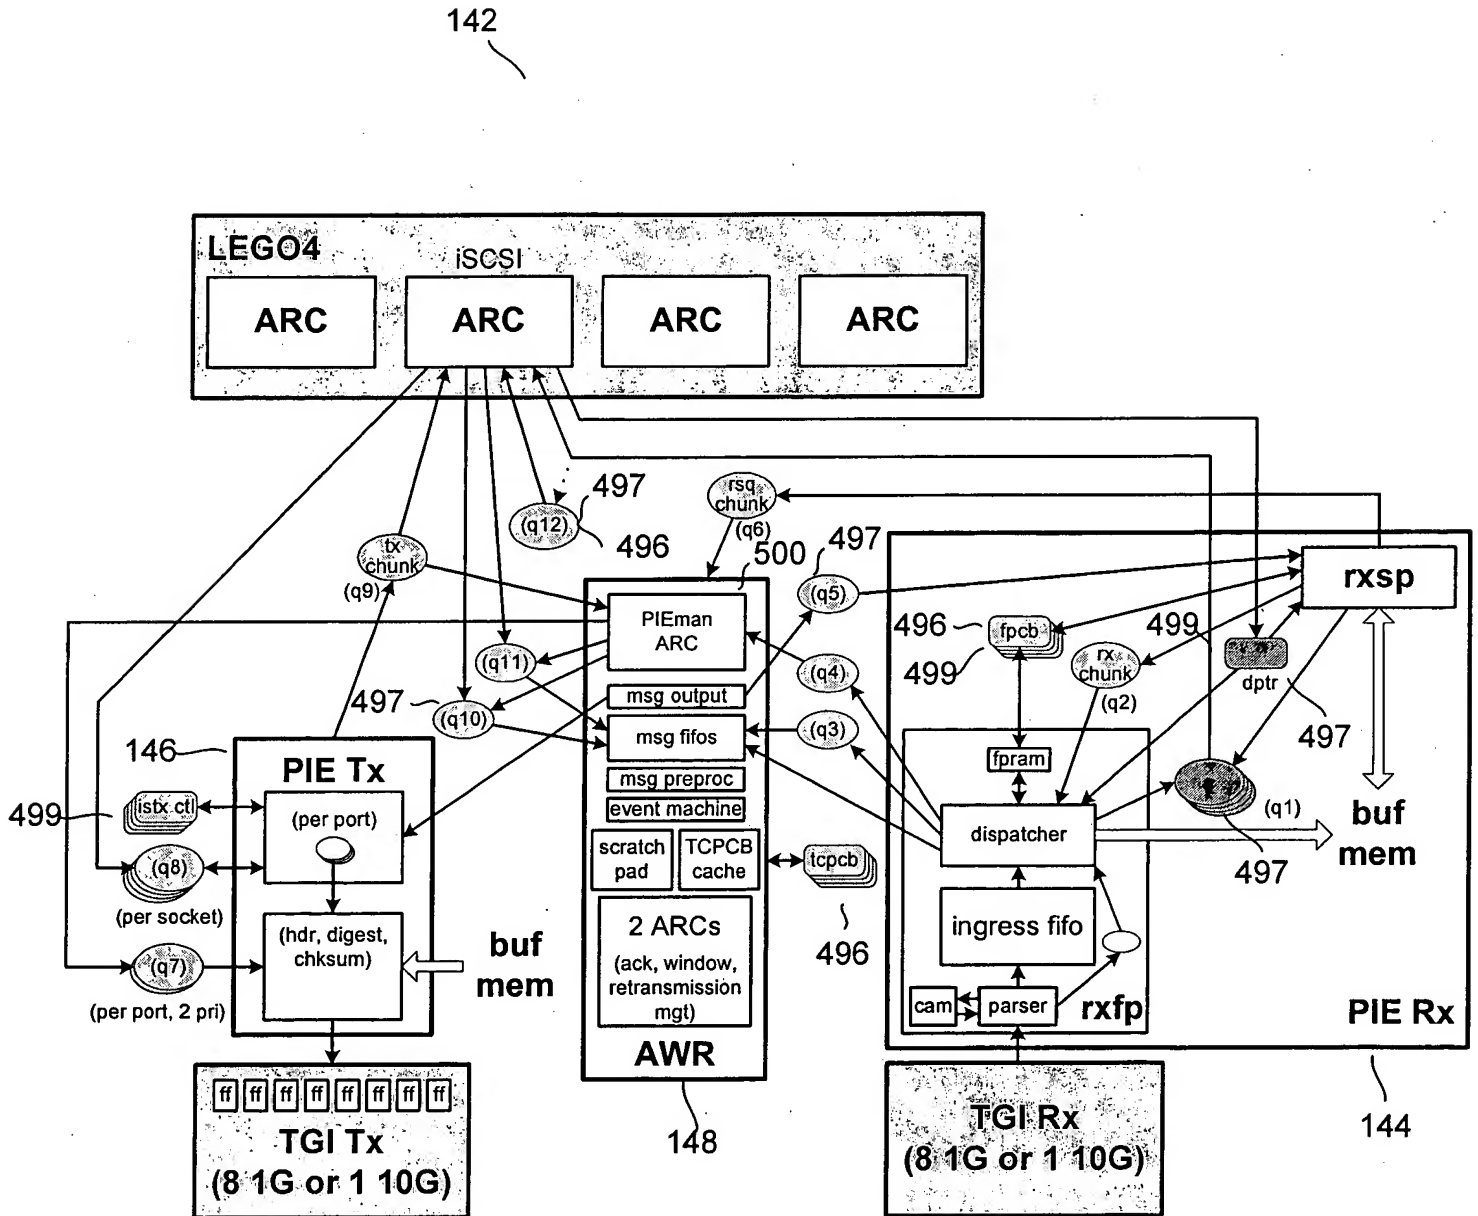 142
LEGO4
iSCSI
ARC
ARC
ARC
ARC
tx
chunk
(q9)
(q12)
497
496
rsq
chunk
(q6)
500
497
(q5)
rxsp
496
fpcb
499
499
rx
chunk
(q2)
dptr
497
PIEman
ARC
(q11)
(q4)
497
(q10)
msg output
msg fifos
(q3)
msg preproc
event machine
scratch
pad
TCPCB
cache
tcpcb
496
2 ARCs
(ack, window,
retransmission
mgt)
AWR
148
146
PIE Tx
istx ctl
499
(per port)
(q8)
(per socket)
(hdr, digest,
chksum)
(q7)
(per port, 2 pri)
buf
mem
ff
ff
ff
ff
ff
ff
ff
ff
TGI Tx
(8 1G or 1 10G)
fpram
dispatcher
(q1)
497
buf
mem
ingress fifo
cam
parser
rxfp
PIE Rx
144
TGI Rx
(8 1G or 1 10G)